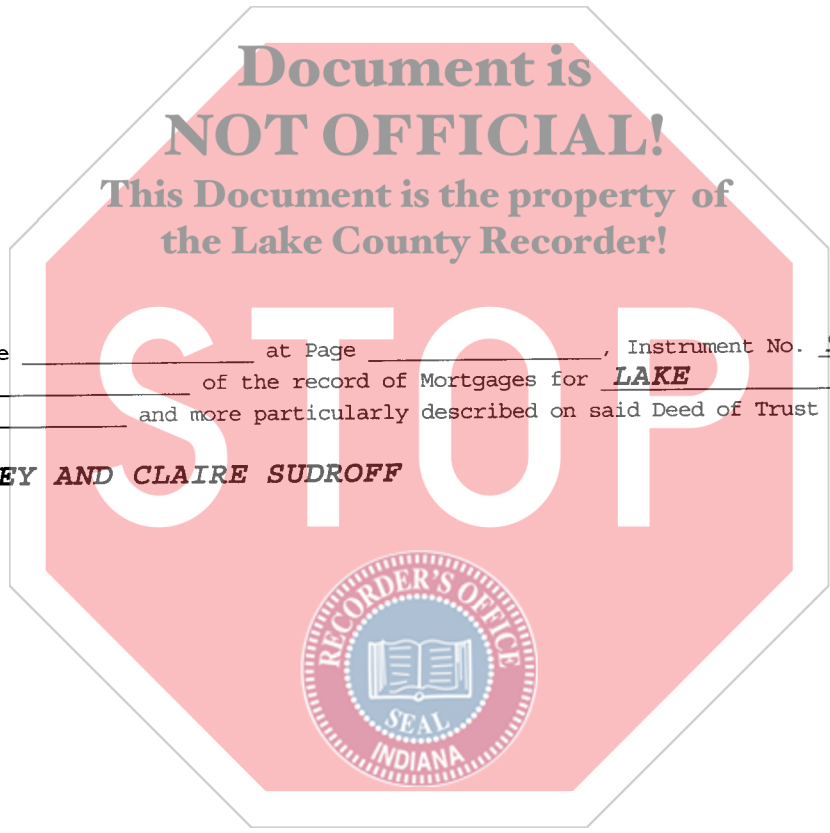 Document is
NOT OFFICIAL!
This Document is the property of
the Lake County Recorder!
STOP
at Page , Instrument No.
of the record of Mortgages for LAKE
and more particularly described on said Deed of Trust
AND CLAIRE SUDROFF
RECORDER'S OFFICE
SEAL
INDIANA